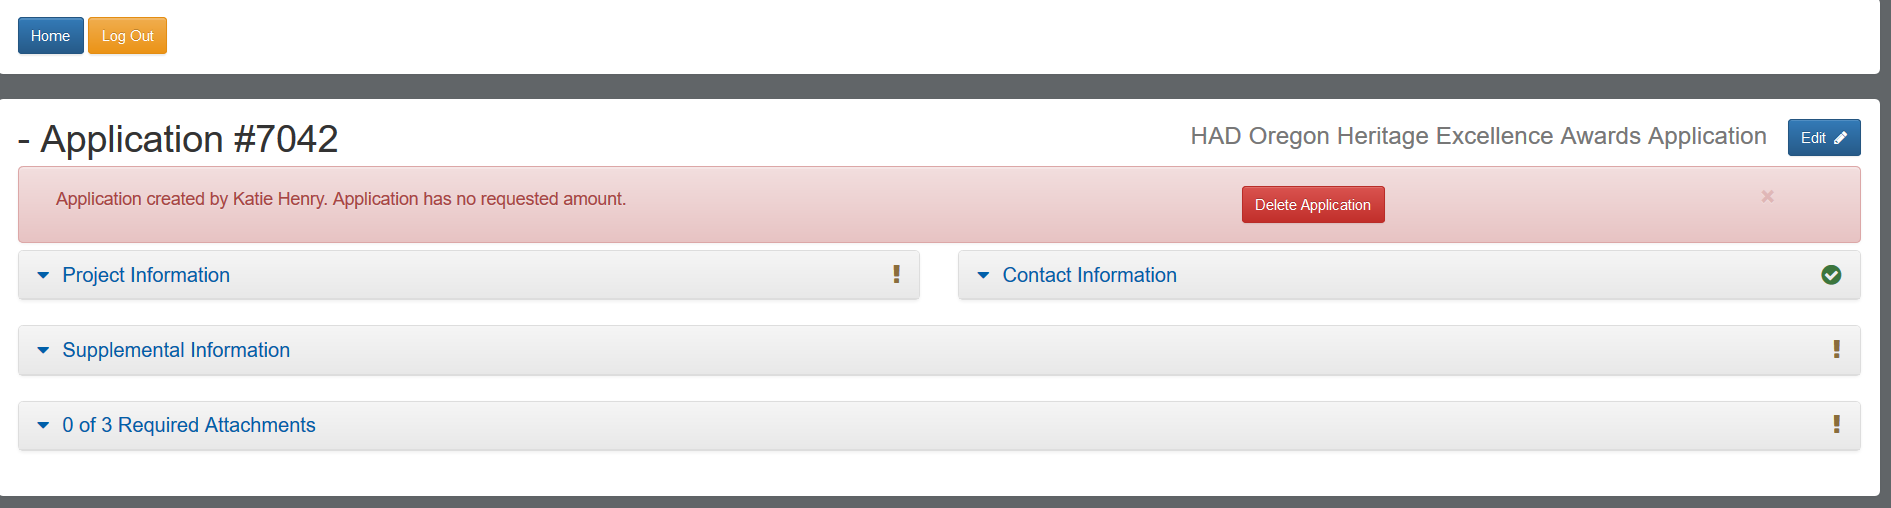 Home Log Out
- Application #7042
HAD Oregon Heritage Excellence Awards Application
Edit
Application created by Katie Henry. Application has no requested amount.
Delete Application
×
Project Information !
Contact Information
Supplemental Information !
0 of 3 Required Attachments !